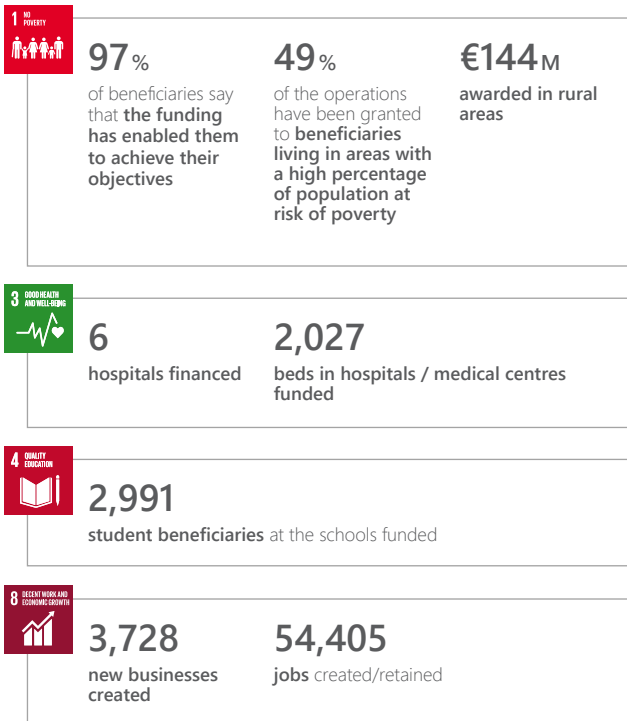 1 NO
POVERTY
97%
of beneficiaries say
that the funding
has enabled them
to achieve their
objectives
49%
of the operations
have been granted
to beneficiaries
living in areas with
a high percentage
of population at
risk of poverty
€144M
awarded in rural
areas
3 GOOD HEALTH
AND WELL-BEING
6
hospitals financed
2,027
beds in hospitals / medical centres
funded
4 QUALITY
EDUCATION
2,991
student beneficiaries at the schools funded
8 DECENT WORK AND
ECONOMIC GROWTH
3,728
new businesses
created
54,405
jobs created/retained